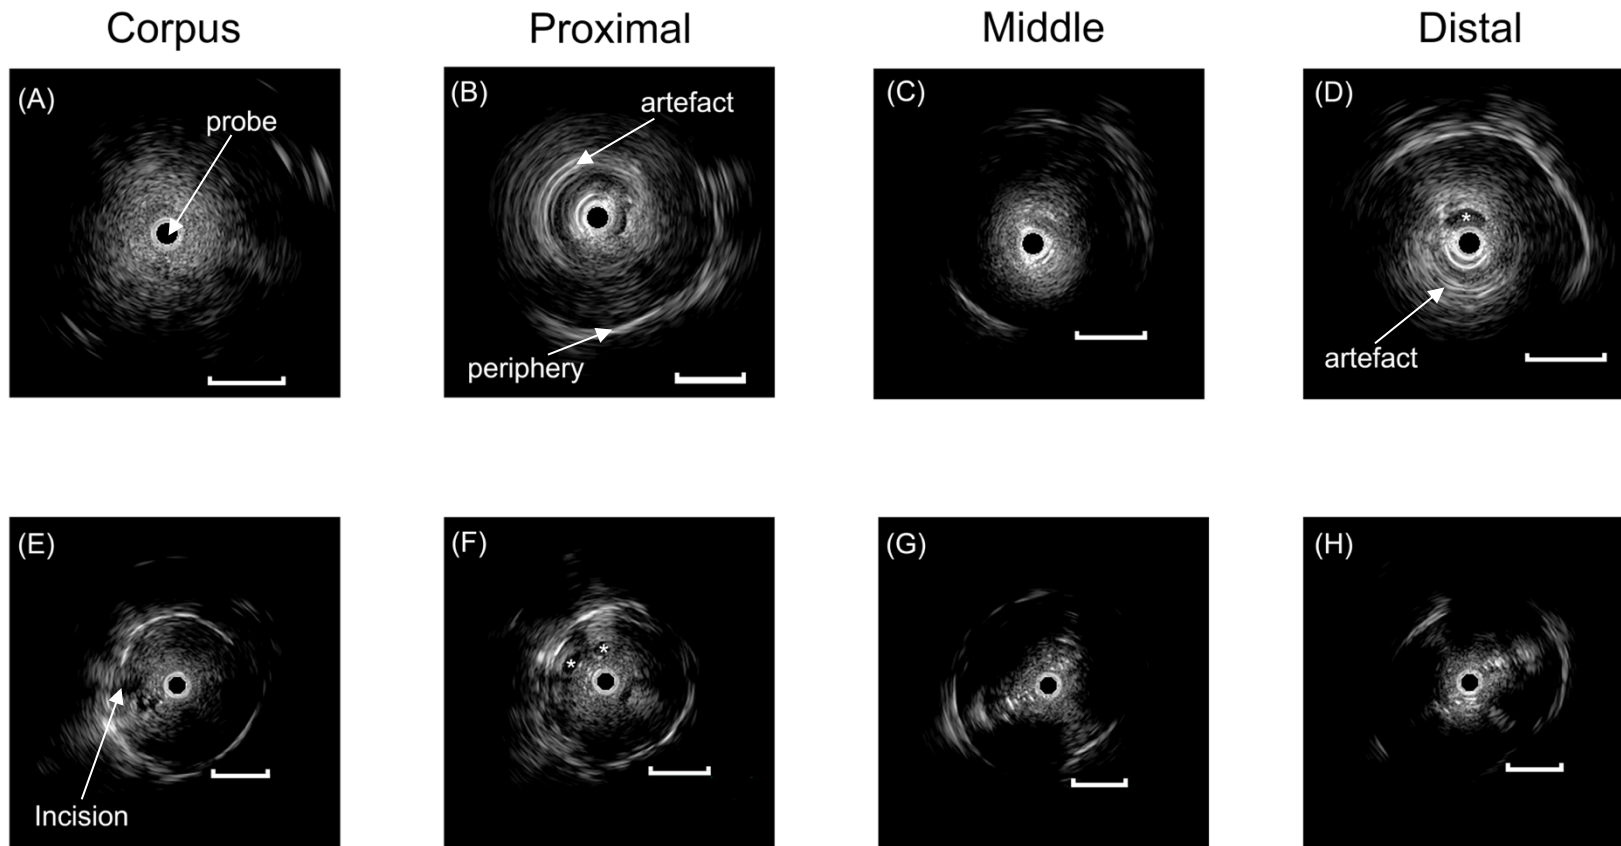 Corpus Proximal Middle Distal
(A) probe
(B) artefact
periphery
(C)
(D) *
artefact
(E)
Incision
(F)
* *
(G)
(H)